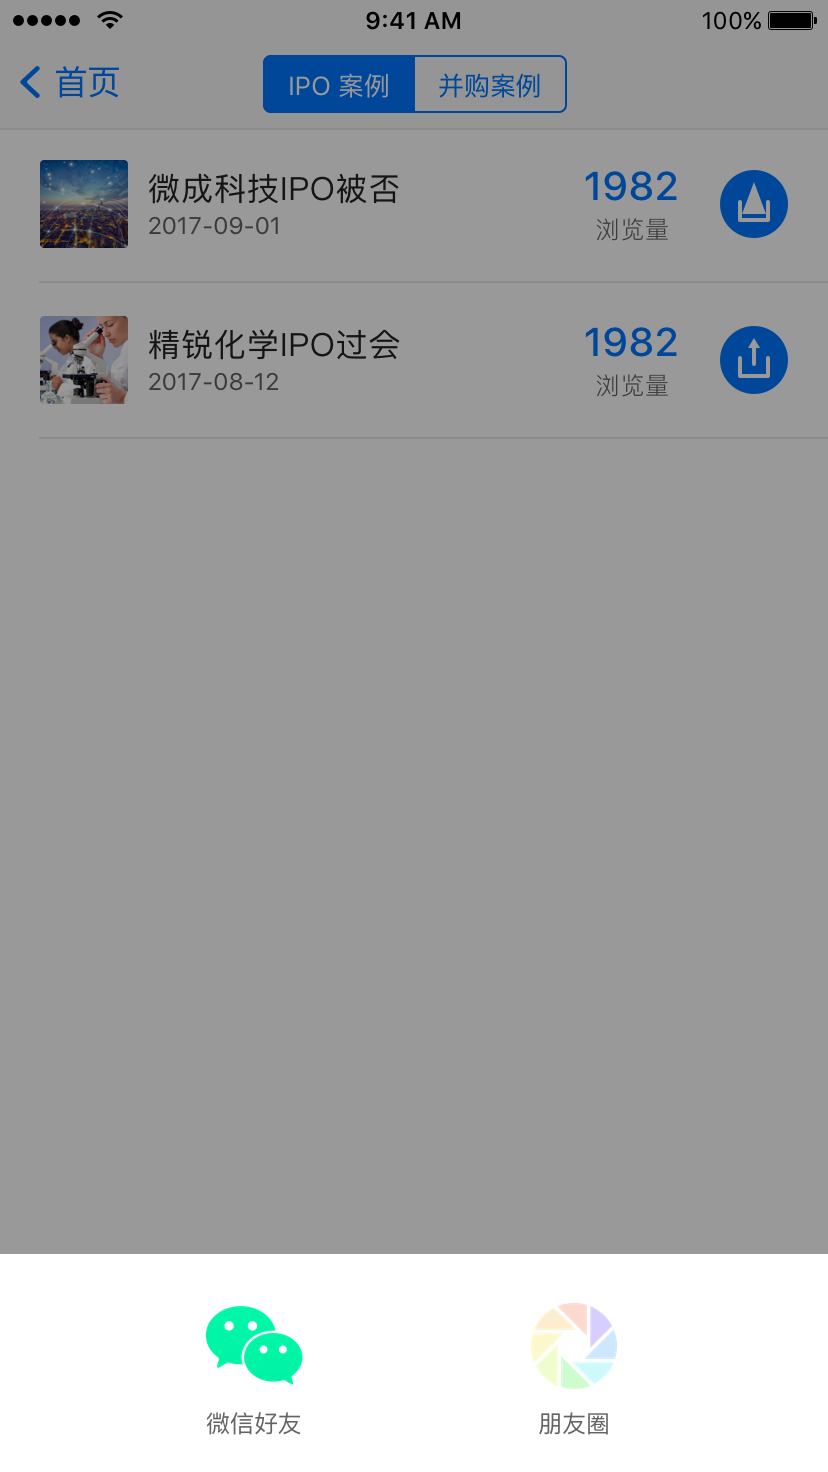 9:41 AM
100%
首页
IPO 案例
并购案例
微成科技IPO被否
2017-09-01
1982
浏览量
精锐化学IPO过会
2017-08-12
1982
浏览量
微信好友
朋友圈